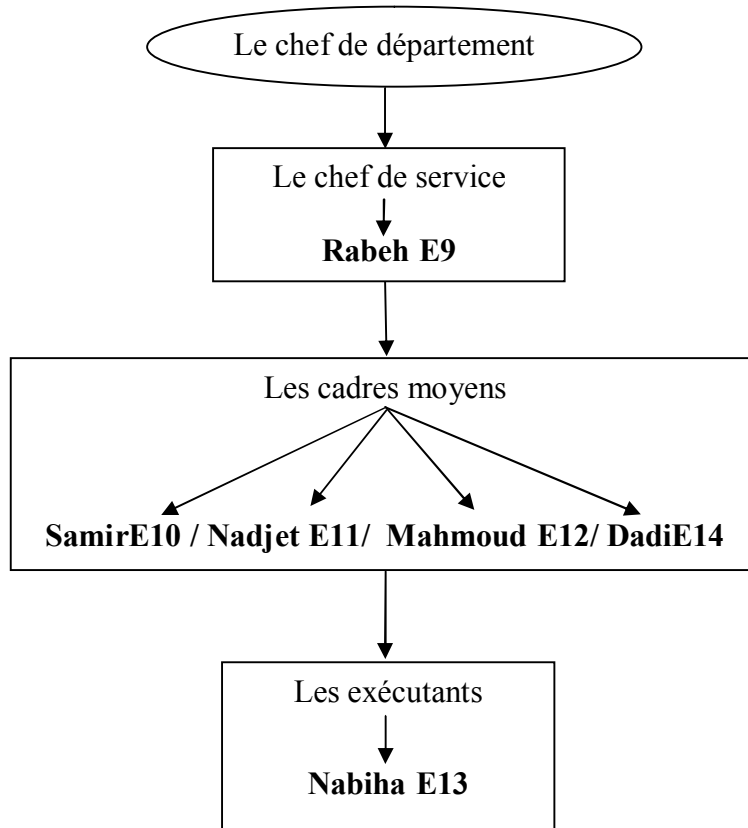 Le chef de département
Le chef de service
Rabeh E9
Les cadres moyens
SamirE10 / Nadjet E11/ Mahmoud E12/ DadiE14
Les exécutants
Nabiha E13